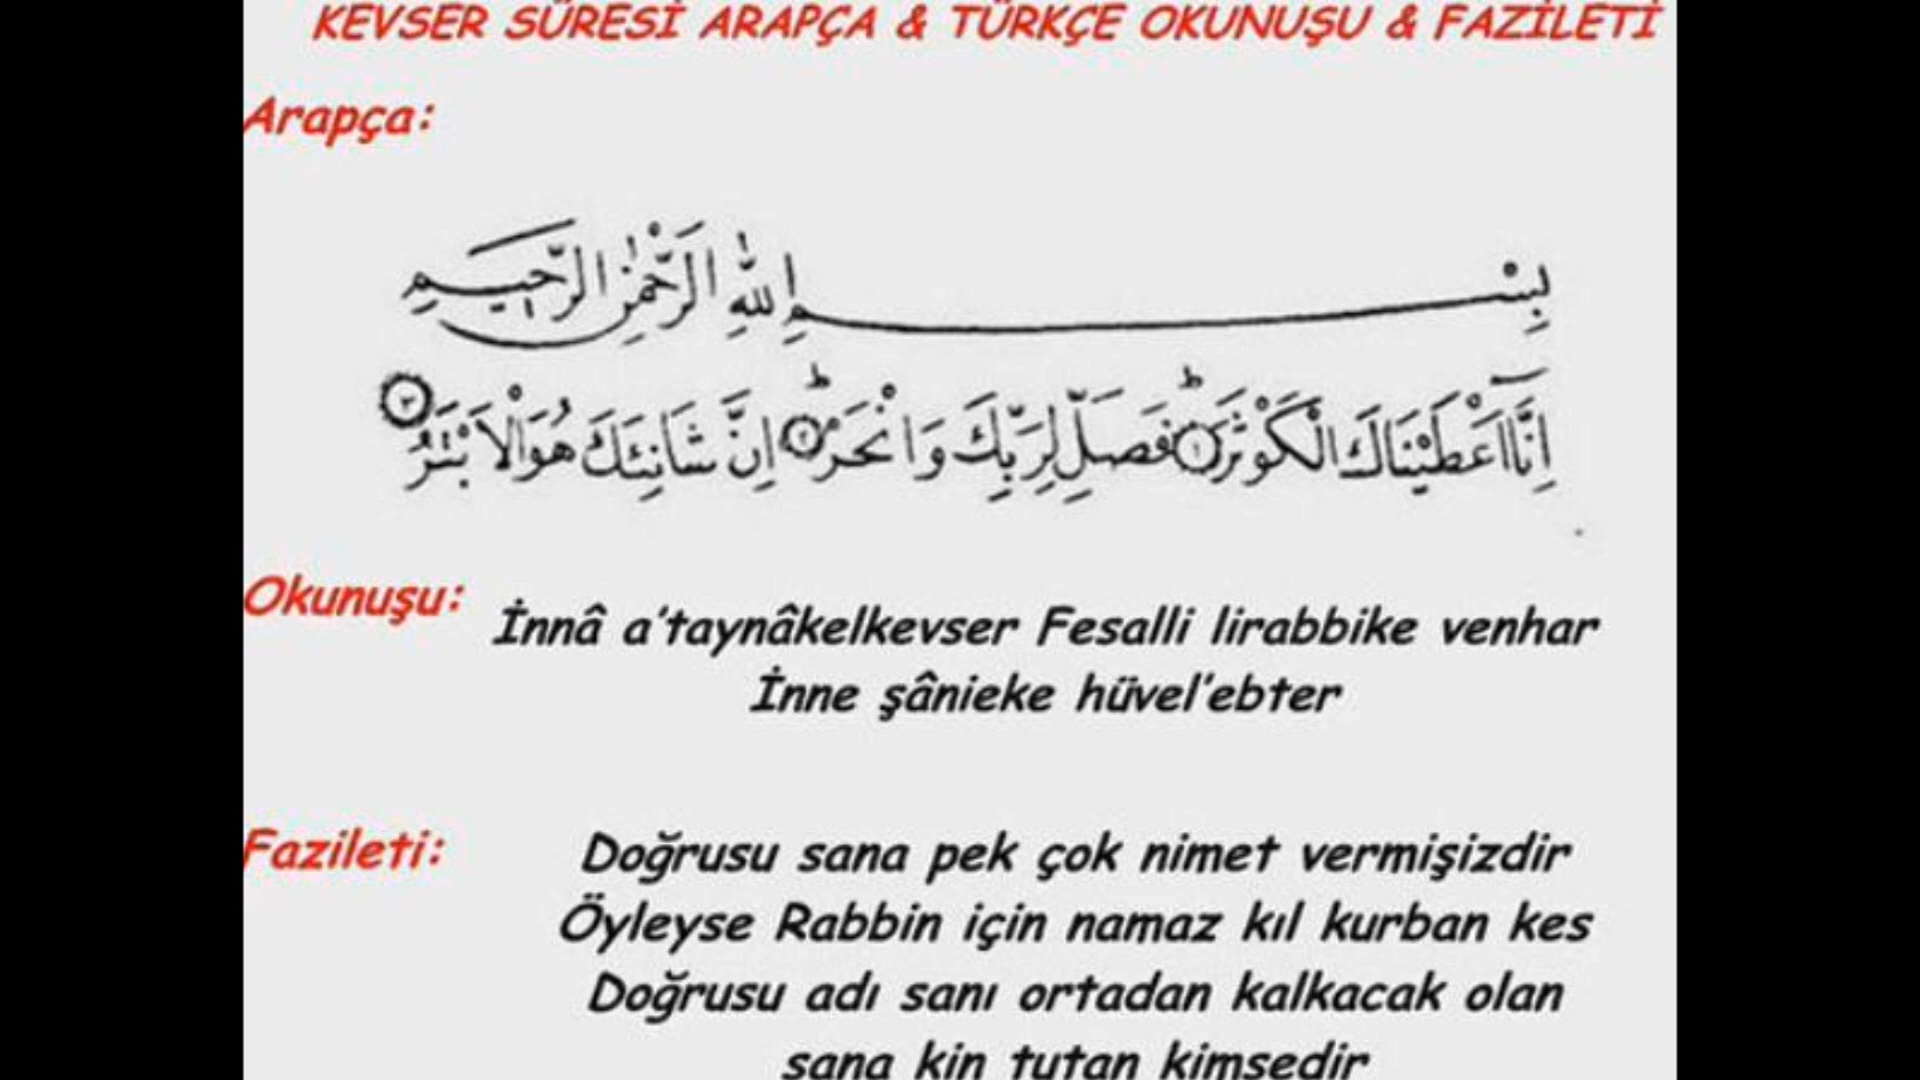 KEVSER SÛRESİ ARAPÇA & TÜRKÇE OKUNUŞU & FAZİLETİ
Arapça:
بِسْمِ اللّٰهِ الرَّحْمٰنِ الرَّحِيمِ
اِنَّٓا اَعْطَيْنَاكَ الْكَوْثَرَۜ ﴿١﴾ فَصَلِّ لِرَبِّكَ وَانْحَرْۜ ﴿٢﴾ اِنَّ شَانِئَكَ هُوَ الْاَبْتَرُ ﴿٣﴾
Okunuşu:
İnnâ a'taynâkelkevser Fesalli lirabbike venhar
İnne şânieke hüvel'ebter
Fazileti:
Doğrusu sana pek çok nimet vermişizdir
Öyleyse Rabbin için namaz kıl kurban kes
Doğrusu adı sanı ortadan kalkacak olan
sana kin tutan kimsedir